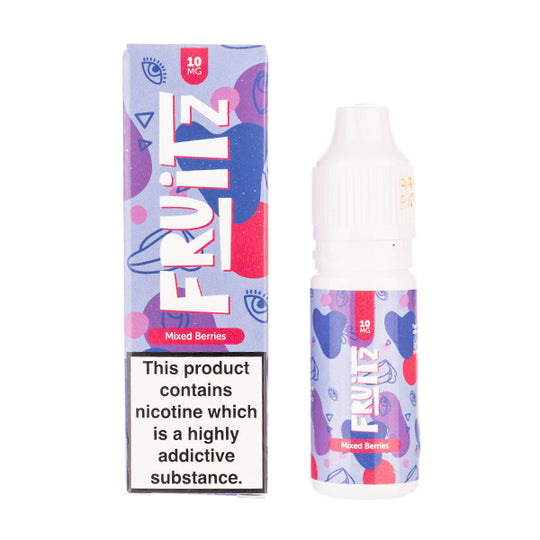 10
MG
FRUiTZ
Mixed Berries
This product
contains
nicotine which
is a highly
addictive
substance.
10
MG
FRUiTZ
Mixed Berries